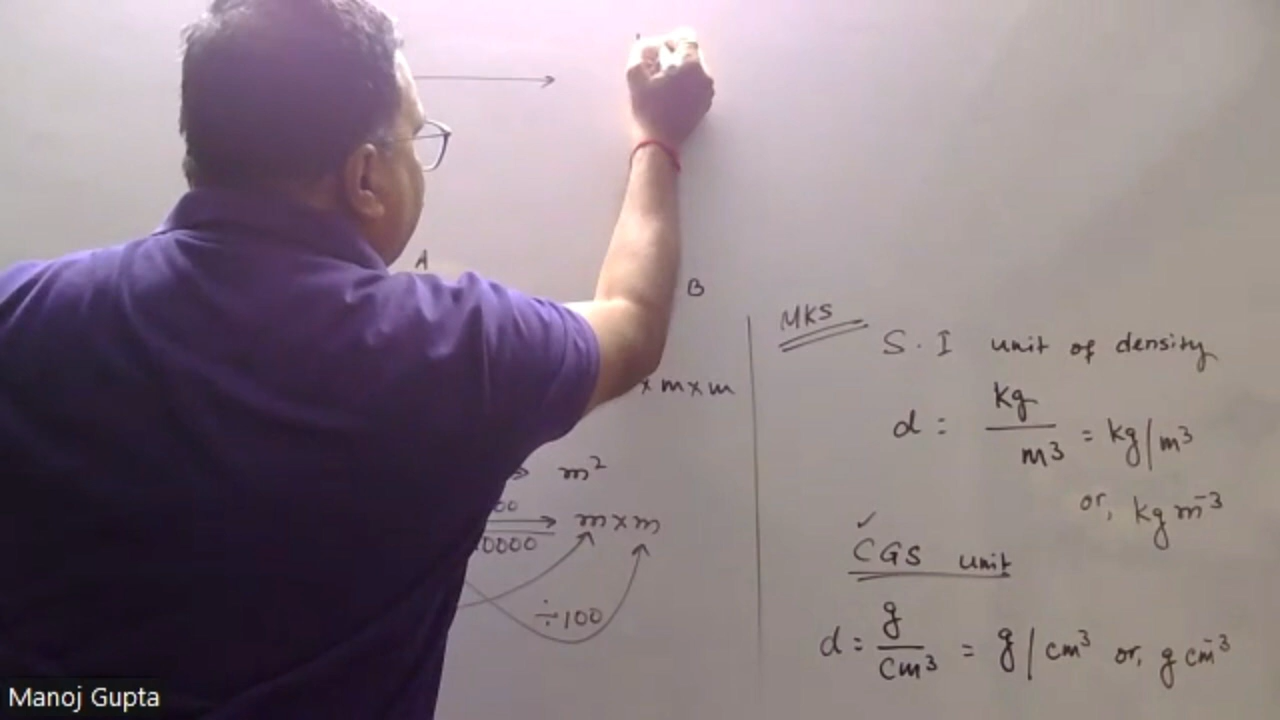 A
B
× m × m
m²
00
m × m
0000
÷100
MKS
S.I unit of density
d = kg / m³ = kg/m³
or, kg m⁻³
✓
CGS unit
d = g / cm³ = g/cm³ or, g cm⁻³
Manoj Gupta